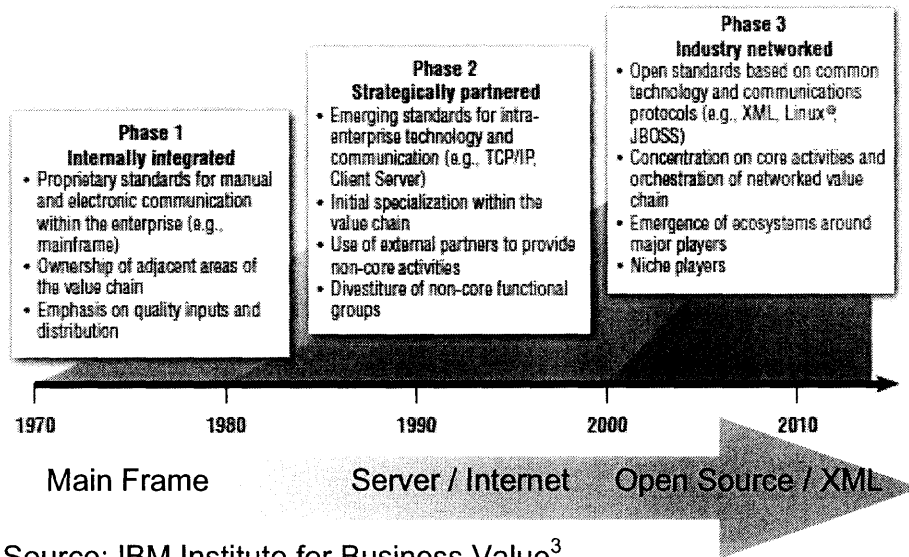 Phase 1
Internally integrated
• Proprietary standards for manual
and electronic communication
within the enterprise (e.g.,
mainframe)
• Ownership of adjacent areas of
the value chain
• Emphasis on quality inputs and
distribution
Phase 2
Strategically partnered
• Emerging standards for intra-
enterprise technology and
communication (e.g., TCP/IP,
Client Server)
• Initial specialization within the
value chain
• Use of external partners to provide
non-core activities
• Divestiture of non-core functional
groups
Phase 3
Industry networked
• Open standards based on common
technology and communications
protocols (e.g., XML, Linux®,
JBOSS)
• Concentration on core activities and
orchestration of networked value
chain
• Emergence of ecosystems around
major players
• Niche players
1970 1980 1990 2000 2010
Main Frame Server / Internet Open Source / XML
Source: IBM Institute for Business Value3